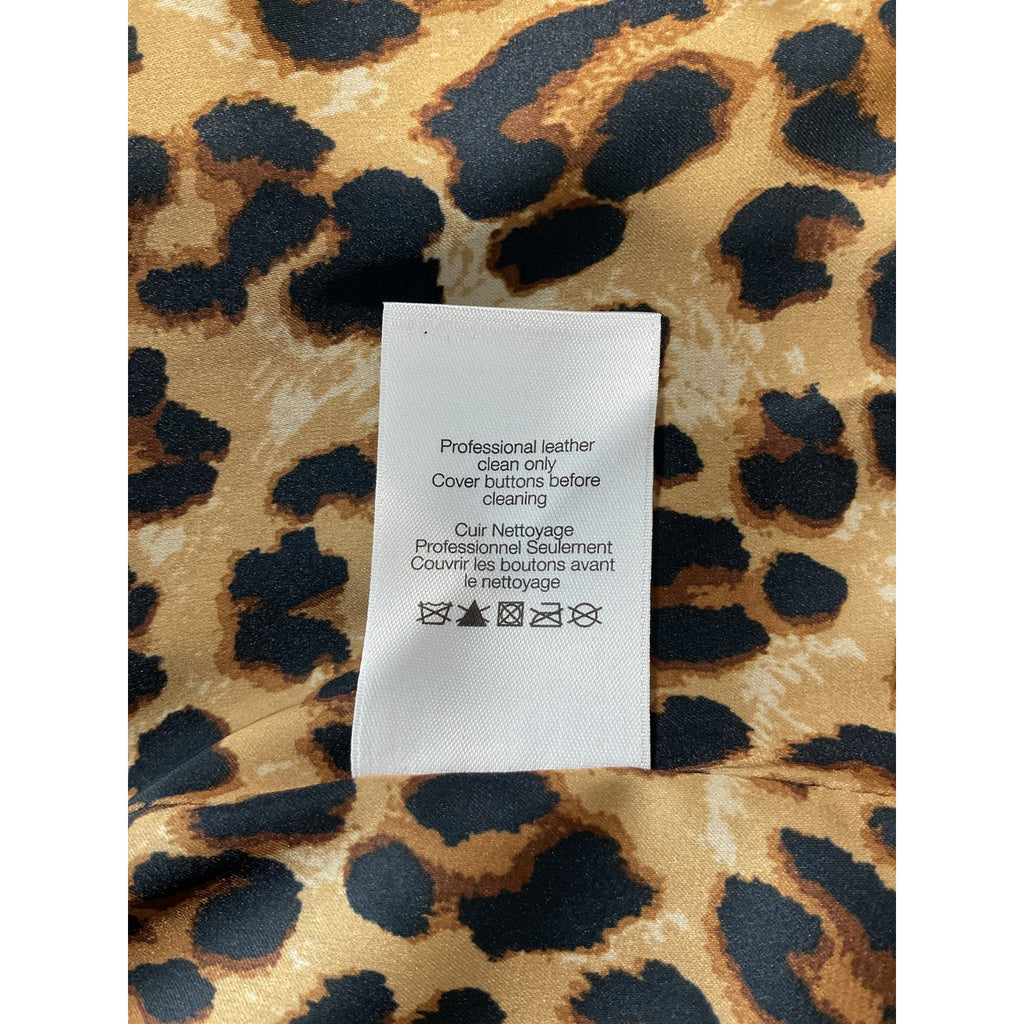 Professional leather
clean only
Cover buttons before
cleaning
Cuir Nettoyage
Professionnel Seulement
Couvrir les boutons avant
le nettoyage